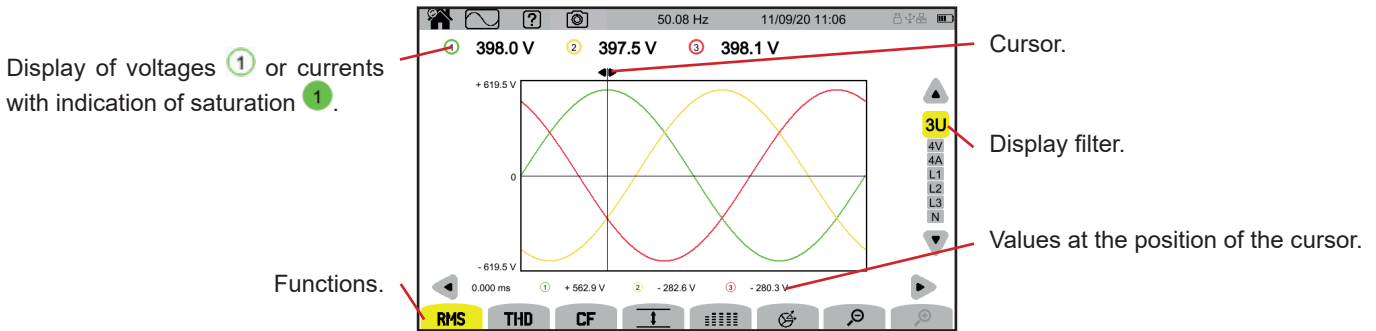 50.08 Hz 11/09/20 11:06
1 398.0 V 2 397.5 V 3 398.1 V
Cursor.
Display of voltages 1 or currents
with indication of saturation 1.
+ 619.5 V
3U
Display filter.
4V
4A
L1
L2
L3
N
0
- 619.5 V
Values at the position of the cursor.
Functions.
0.000 ms 1 + 562.9 V 2 - 282.6 V 3 - 280.3 V
RMS THD CF